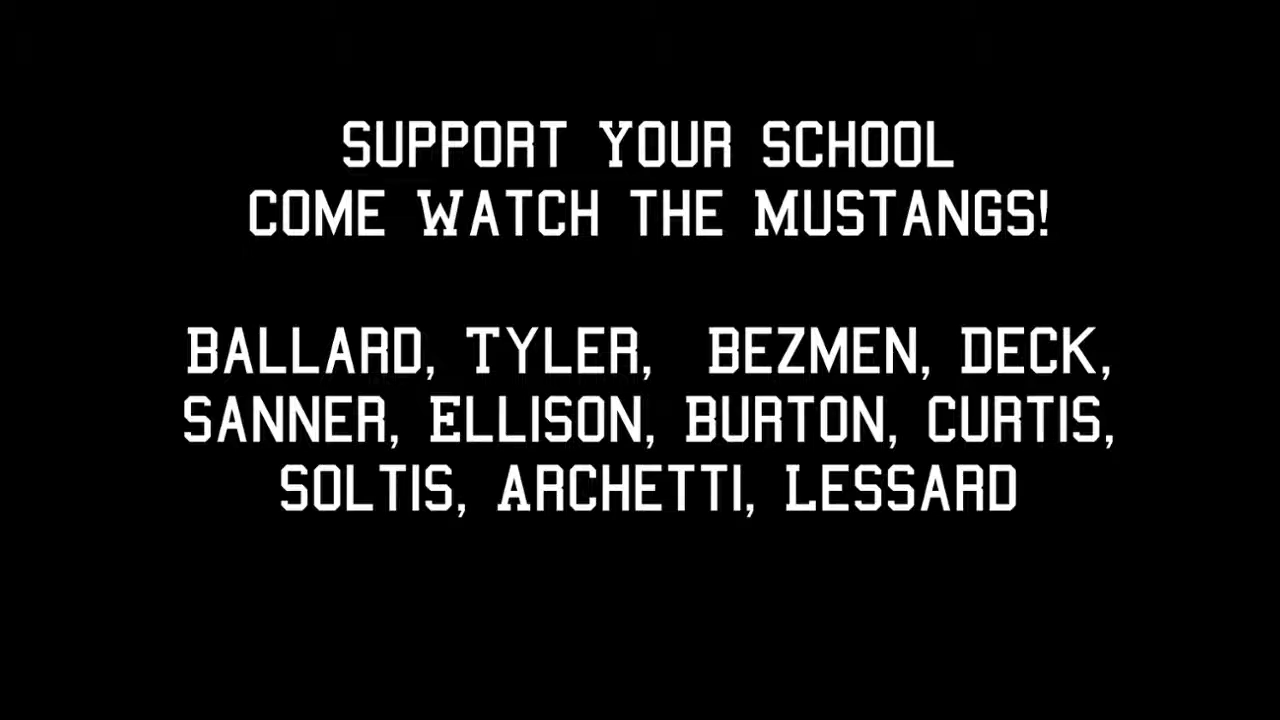 SUPPORT YOUR SCHOOL
COME WATCH THE MUSTANGS!
BALLARD, TYLER, BEZMEN, DECK,
SANNER, ELLISON, BURTON, CURTIS,
SOLTIS, ARCHETTI, LESSARD